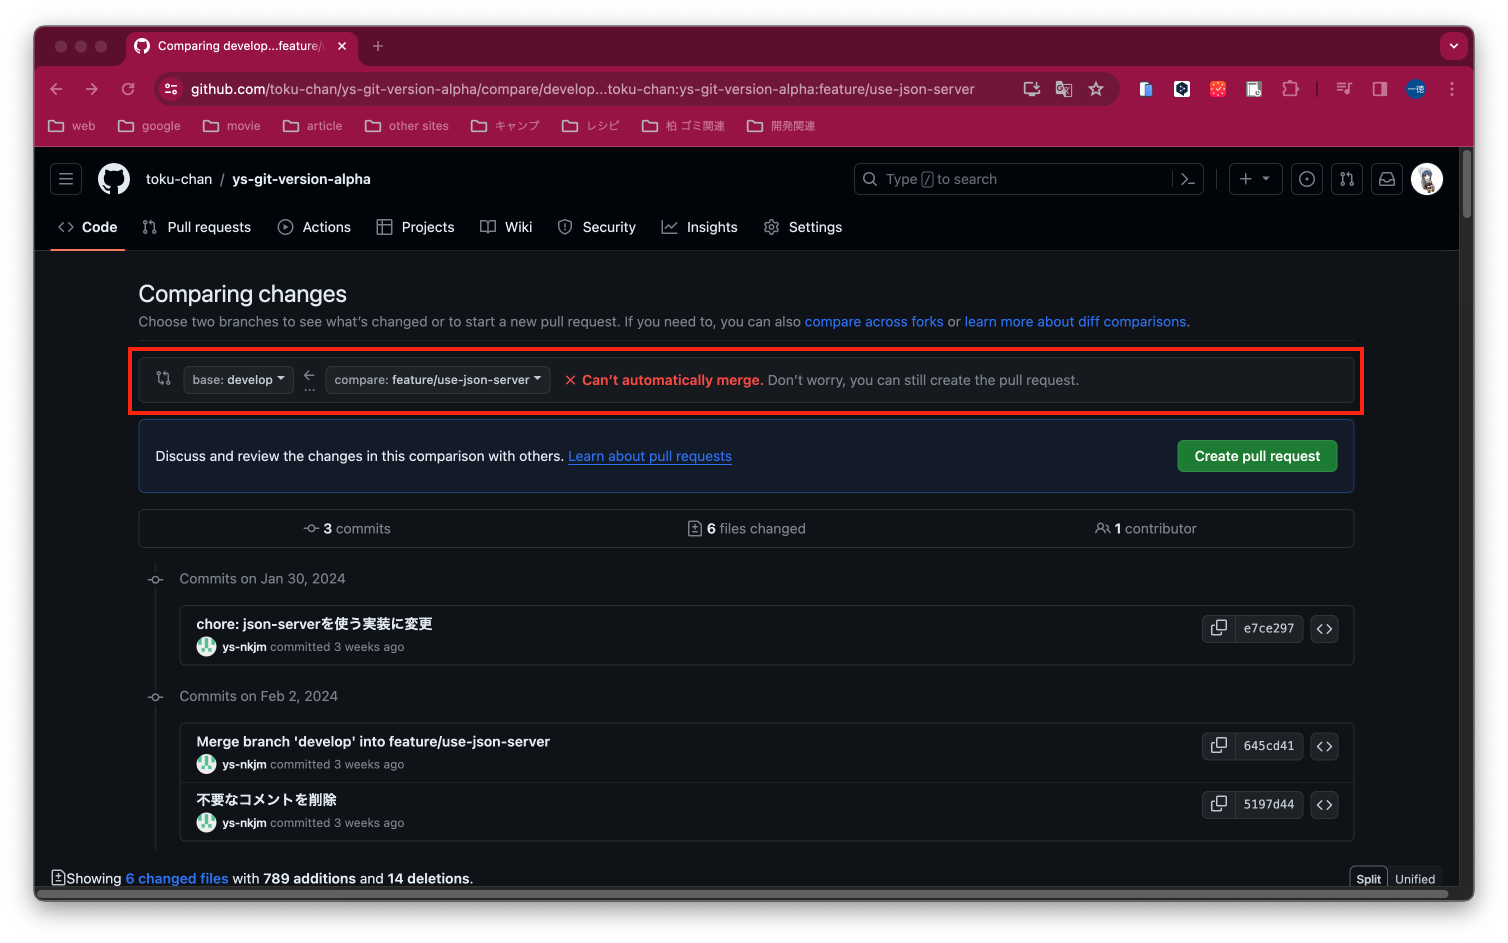 Comparing develop...feature/
github.com/toku-chan/ys-git-version-alpha/compare/develop...toku-chan:ys-git-version-alpha:feature/use-json-server
一徳
web google movie article other sites キャンプ レシピ 柏 ゴミ関連 開発関連
toku-chan / ys-git-version-alpha
Type / to search
Code Pull requests Actions Projects Wiki Security Insights Settings
Comparing changes
Choose two branches to see what's changed or to start a new pull request. If you need to, you can also compare across forks or learn more about diff comparisons.
base: develop ← ... compare: feature/use-json-server × Can't automatically merge. Don't worry, you can still create the pull request.
Discuss and review the changes in this comparison with others. Learn about pull requests Create pull request
3 commits 6 files changed 1 contributor
Commits on Jan 30, 2024
chore: json-serverを使う実装に変更
ys-nkjm committed 3 weeks ago e7ce297
Commits on Feb 2, 2024
Merge branch 'develop' into feature/use-json-server
ys-nkjm committed 3 weeks ago 645cd41
不要なコメントを削除
ys-nkjm committed 3 weeks ago 5197d44
Showing 6 changed files with 789 additions and 14 deletions. Split Unified